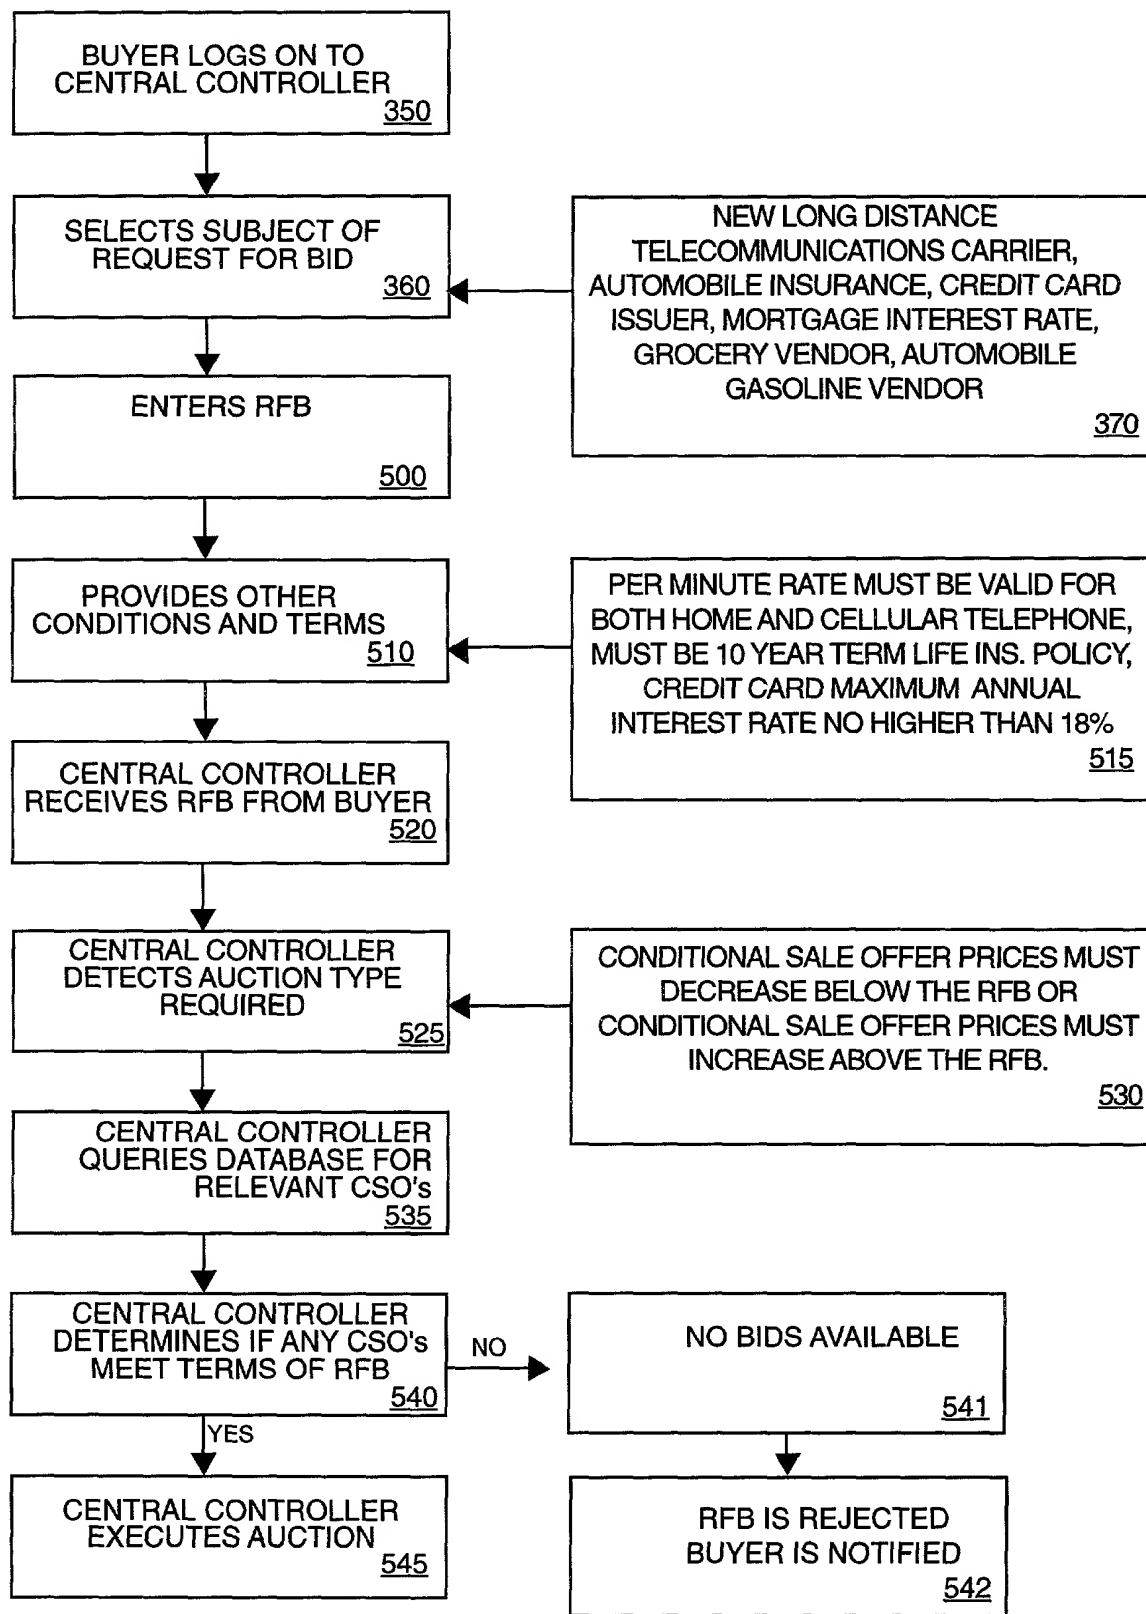 BUYER LOGS ON TO
CENTRAL CONTROLLER
350
SELECTS SUBJECT OF
REQUEST FOR BID
360
NEW LONG DISTANCE
TELECOMMUNICATIONS CARRIER,
AUTOMOBILE INSURANCE, CREDIT CARD
ISSUER, MORTGAGE INTEREST RATE,
GROCERY VENDOR, AUTOMOBILE
GASOLINE VENDOR
370
ENTERS RFB
500
PROVIDES OTHER
CONDITIONS AND TERMS
510
PER MINUTE RATE MUST BE VALID FOR
BOTH HOME AND CELLULAR TELEPHONE,
MUST BE 10 YEAR TERM LIFE INS. POLICY,
CREDIT CARD MAXIMUM ANNUAL
INTEREST RATE NO HIGHER THAN 18%
515
CENTRAL CONTROLLER
RECEIVES RFB FROM BUYER
520
CENTRAL CONTROLLER
DETECTS AUCTION TYPE
REQUIRED
525
CONDITIONAL SALE OFFER PRICES MUST
DECREASE BELOW THE RFB OR
CONDITIONAL SALE OFFER PRICES MUST
INCREASE ABOVE THE RFB.
530
CENTRAL CONTROLLER
QUERIES DATABASE FOR
RELEVANT CSO's
535
CENTRAL CONTROLLER
DETERMINES IF ANY CSO's
MEET TERMS OF RFB
540
NO
NO BIDS AVAILABLE
541
YES
CENTRAL CONTROLLER
EXECUTES AUCTION
545
RFB IS REJECTED
BUYER IS NOTIFIED
542